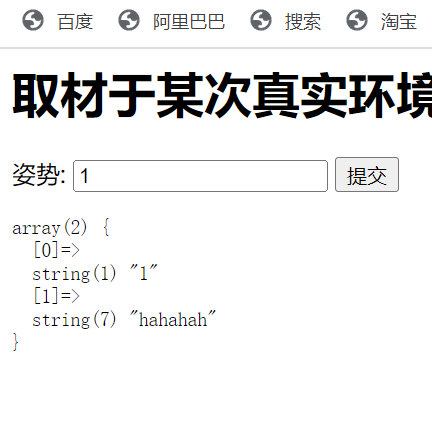 百度 阿里巴巴 搜索 淘宝
取材于某次真实环境
姿势: 1 提交
array(2) {
  [0]=>
  string(1) "1"
  [1]=>
  string(7) "hahahah"
}